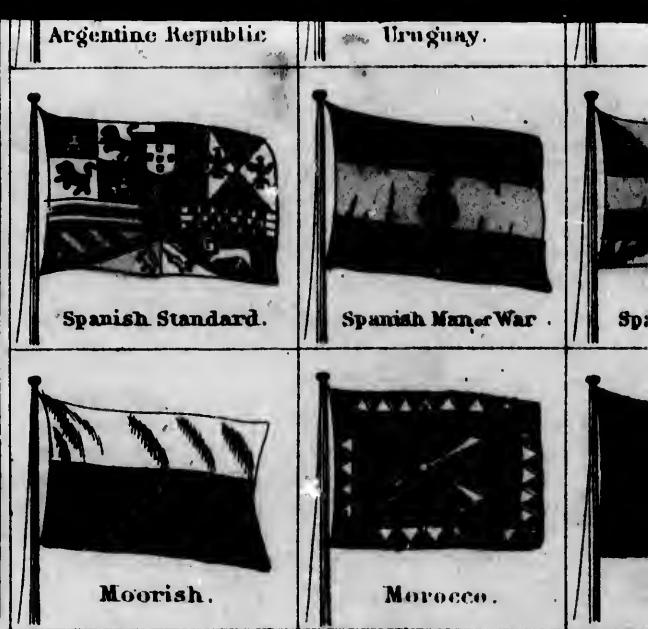 Argentine Republic
Uruguay.
Spanish Standard.
Spanish Man of War.
Moorish.
Morocco.